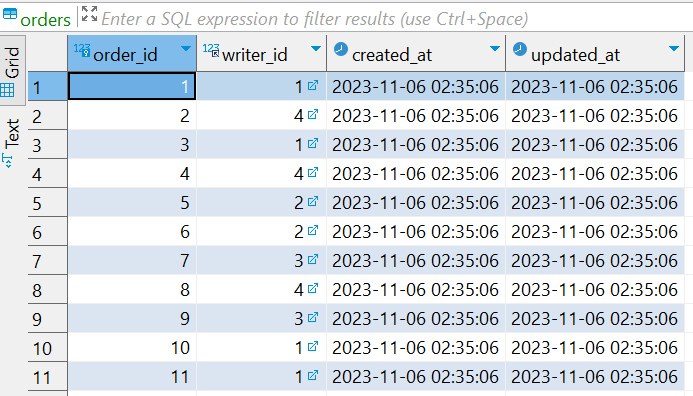 orders Enter a SQL expression to filter results (use Ctrl+Space)
Grid
Text
123 order_id 123 writer_id created_at updated_at
1 1 1 2023-11-06 02:35:06 2023-11-06 02:35:06
2 2 4 2023-11-06 02:35:06 2023-11-06 02:35:06
3 3 1 2023-11-06 02:35:06 2023-11-06 02:35:06
4 4 4 2023-11-06 02:35:06 2023-11-06 02:35:06
5 5 2 2023-11-06 02:35:06 2023-11-06 02:35:06
6 6 2 2023-11-06 02:35:06 2023-11-06 02:35:06
7 7 3 2023-11-06 02:35:06 2023-11-06 02:35:06
8 8 4 2023-11-06 02:35:06 2023-11-06 02:35:06
9 9 3 2023-11-06 02:35:06 2023-11-06 02:35:06
10 10 1 2023-11-06 02:35:06 2023-11-06 02:35:06
11 11 1 2023-11-06 02:35:06 2023-11-06 02:35:06